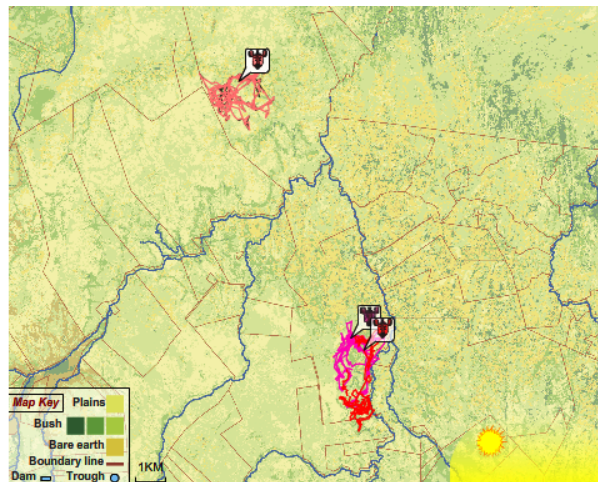 Map Key Plains
Bush
Bare earth
Boundary line
Dam Trough
1KM